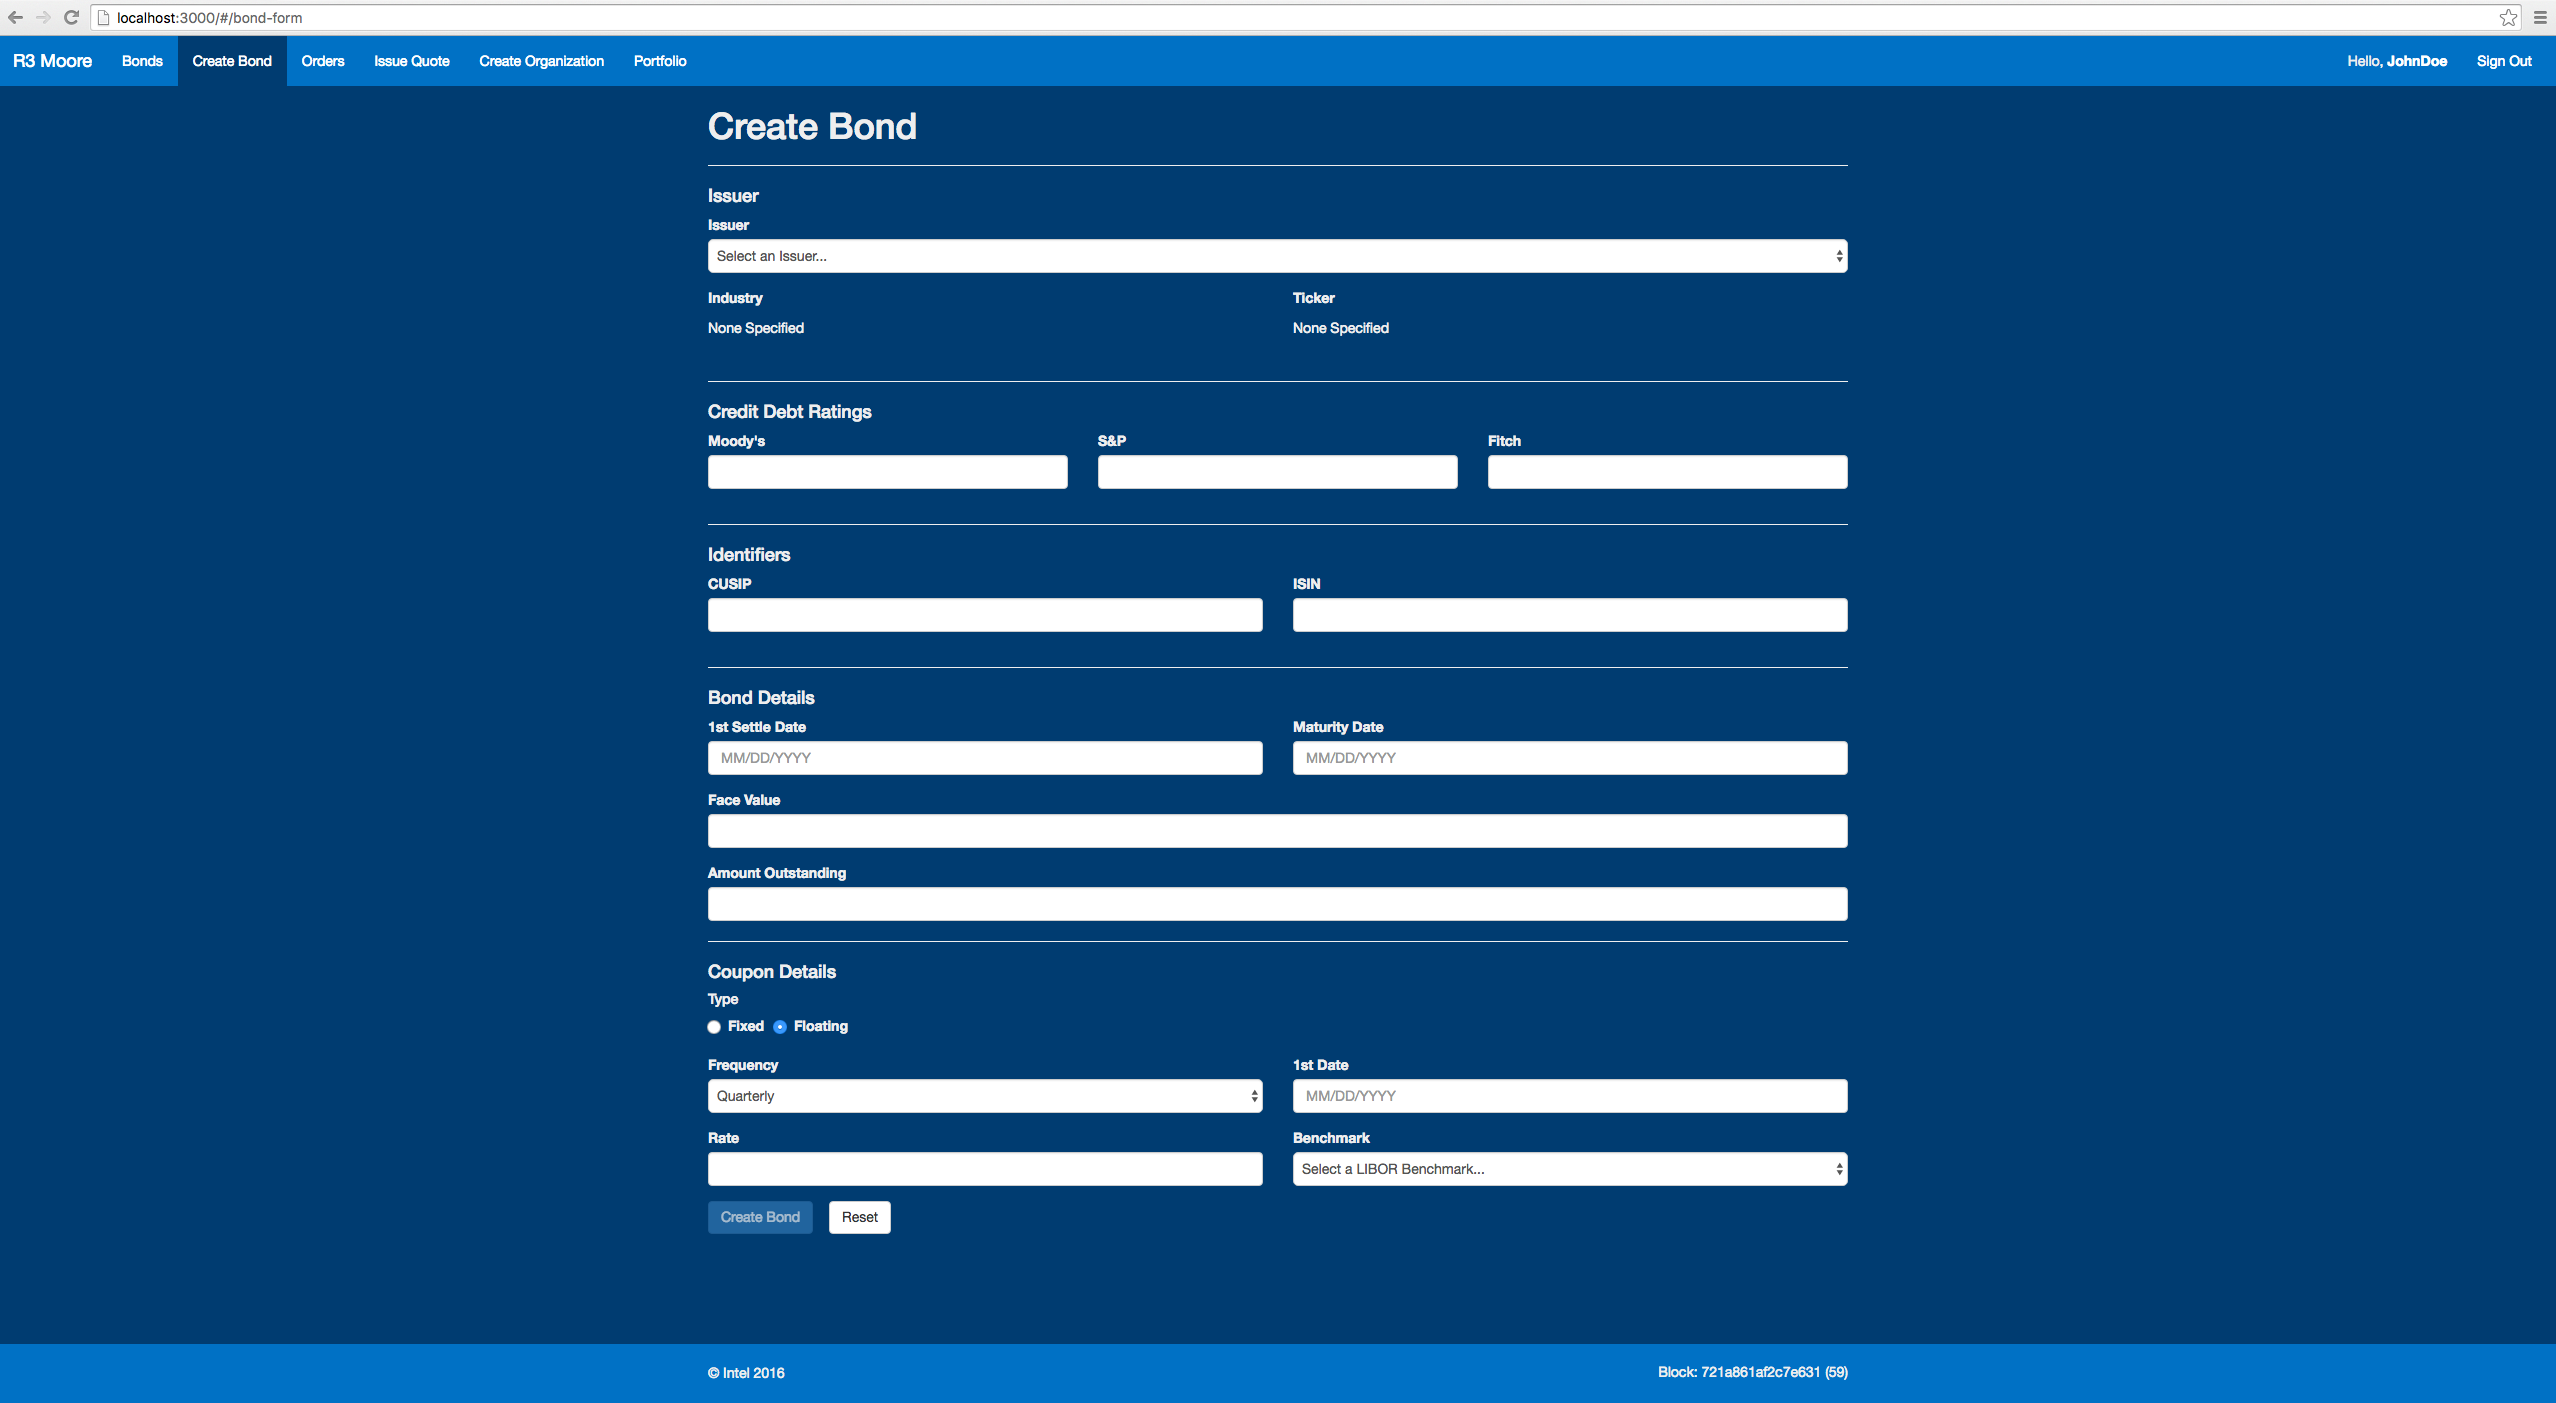 localhost:3000/#/bond-form
R3 Moore Bonds Create Bond Orders Issue Quote Create Organization Portfolio Hello, JohnDoe Sign Out
Create Bond
Issuer
Issuer
Select an Issuer...
Industry Ticker
None Specified None Specified
Credit Debt Ratings
Moody's S&P Fitch
Identifiers
CUSIP ISIN
Bond Details
1st Settle Date Maturity Date
MM/DD/YYYY MM/DD/YYYY
Face Value
Amount Outstanding
Coupon Details
Type
Fixed Floating
Frequency 1st Date
Quarterly MM/DD/YYYY
Rate Benchmark
Select a LIBOR Benchmark...
Create Bond Reset
© Intel 2016 Block: 721a861af2c7e631 (59)